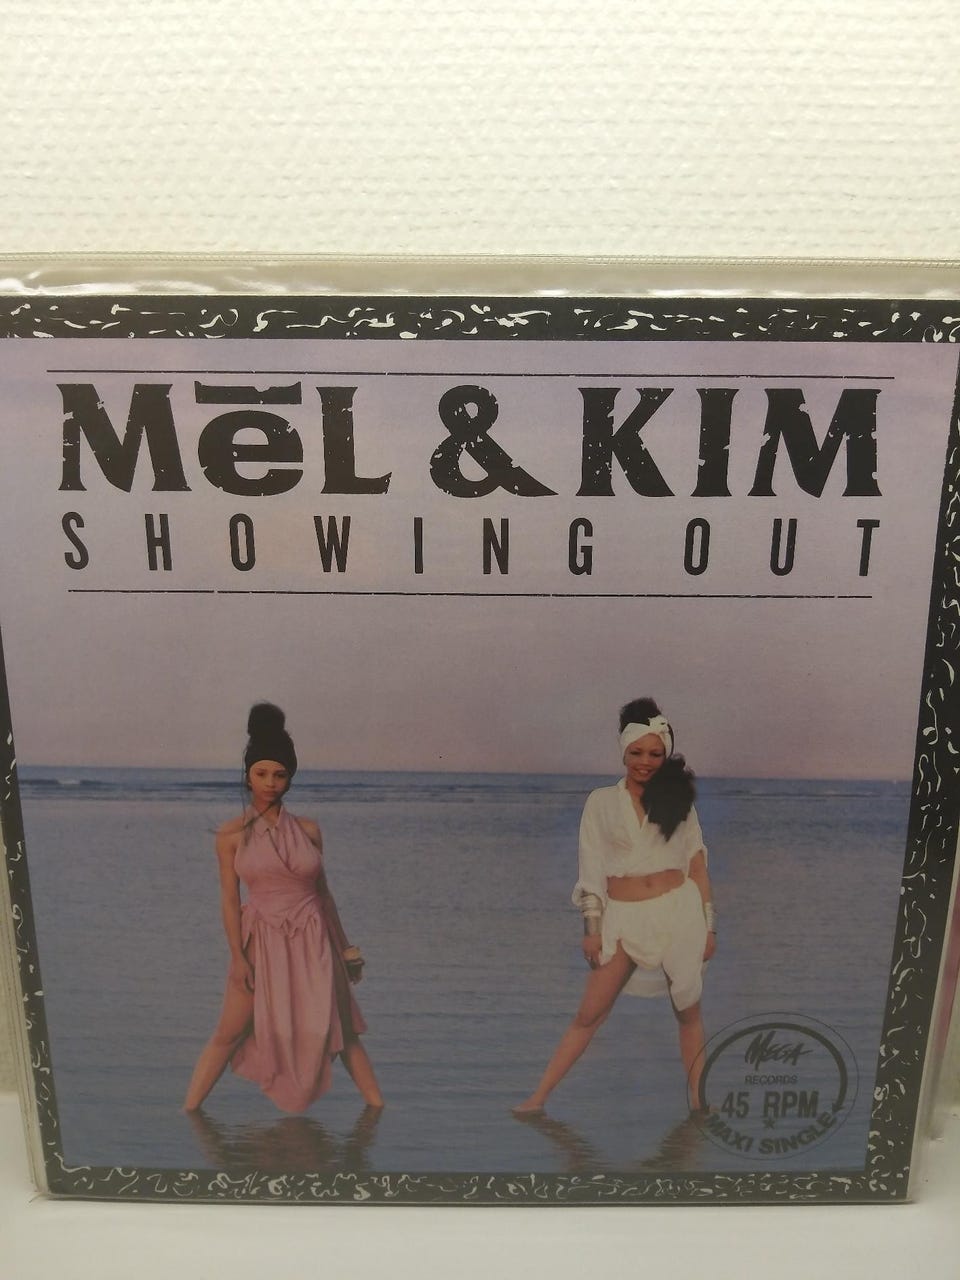 MēL & KIM
SHOWING OUT
MEGA
RECORDS
45 RPM
MAXI SINGLE